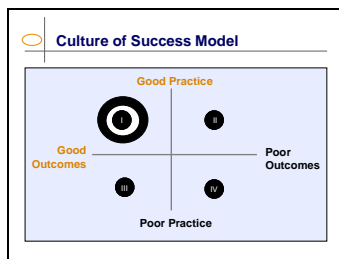 Culture of Success Model
Good Practice
I
II
Good
Outcomes
Poor
Outcomes
III
IV
Poor Practice